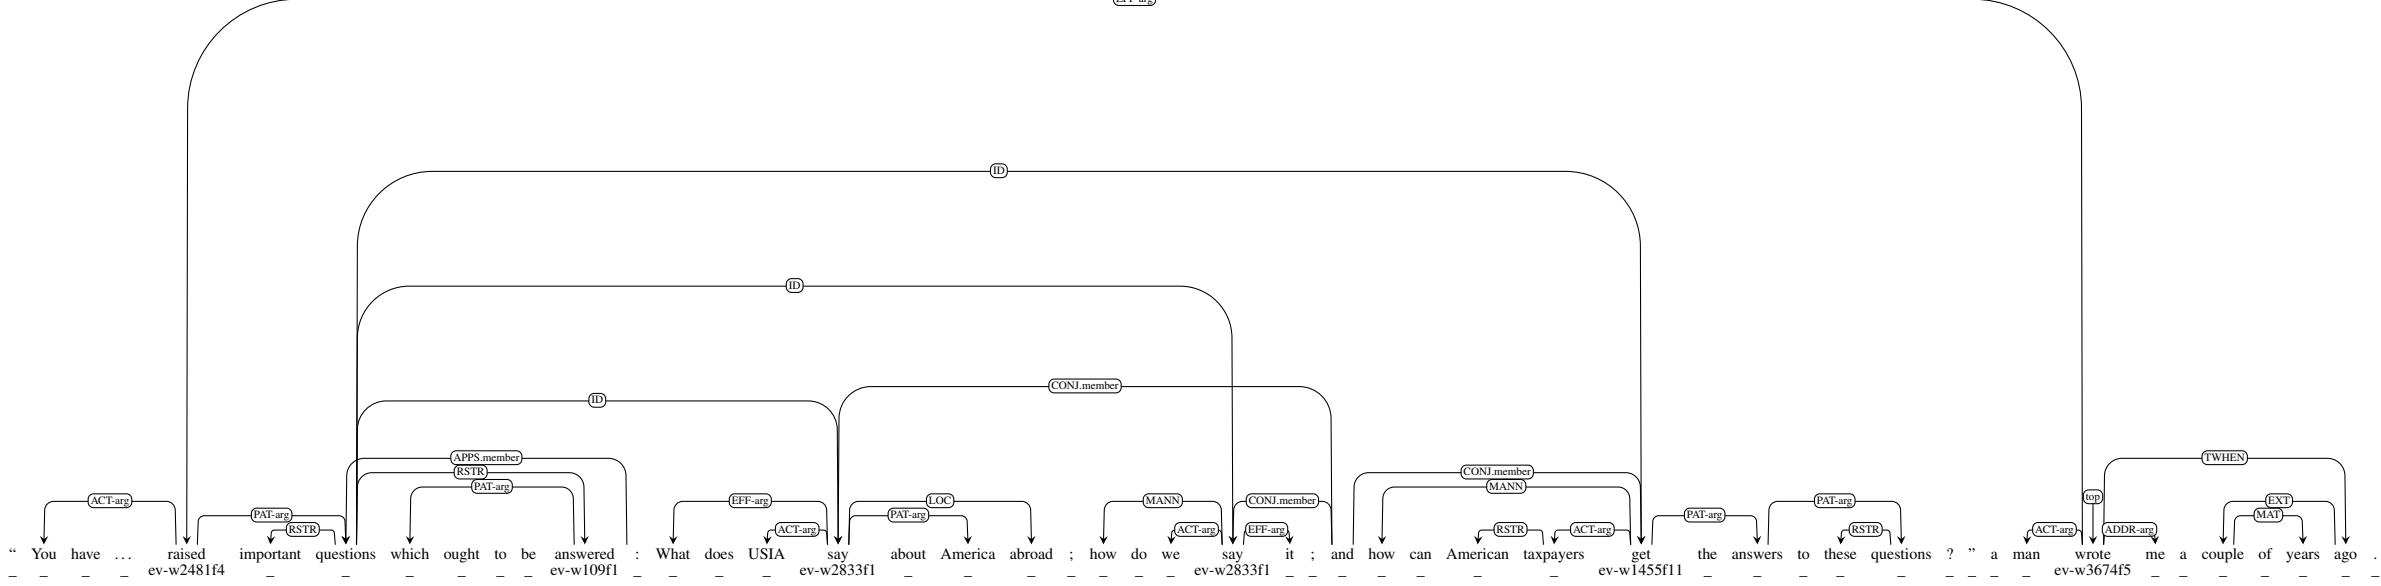 ID
ID
CONJ.member
ID
APPS.member TWHEN
RSTR CONJ.member
PAT-arg MANN
ACT-arg EFF-arg LOC MANN CONJ.member PAT-arg top EXT
PAT-arg PAT-arg PAT-arg MAT
RSTR ACT-arg ACT-arg EFF-arg RSTR ACT-arg RSTR ACT-arg ADDR-arg
“ You have ... raised important questions which ought to be answered : What does USIA say about America abroad ; how do we say it ; and how can American taxpayers get the answers to these questions ? ” a man wrote me a couple of years ago .
_ _ _ _ ev-w2481f4 _ _ _ _ _ _ ev-w109f1 _ _ _ _ ev-w2833f1 _ _ _ _ _ _ _ ev-w2833f1 _ _ _ _ _ _ _ ev-w1455f11 _ _ _ _ _ _ _ _ _ ev-w3674f5 _ _ _ _ _ _ _